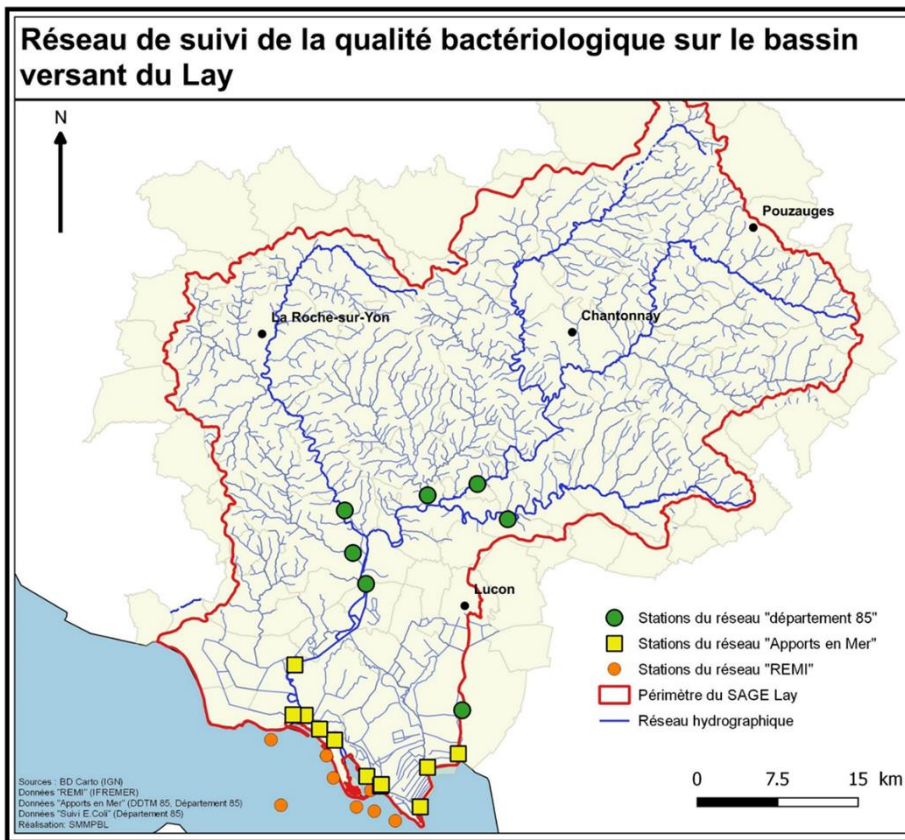 Réseau de suivi de la qualité bactériologique sur le bassin
versant du Lay
N
Pouzauges
La Roche-sur-Yon
Chantonnay
Lucon
Stations du réseau "département 85"
Stations du réseau "Apports en Mer"
Stations du réseau "REMI"
Périmètre du SAGE Lay
Réseau hydrographique
0 7.5 15 km
Sources : BD Carto (IGN)
Données "REMI" (IFREMER)
Données "Apports en Mer" (DDTM 85, Département 85)
Données "Suivi E.Coli" (Département 85)
Réalisation: SMMPBL